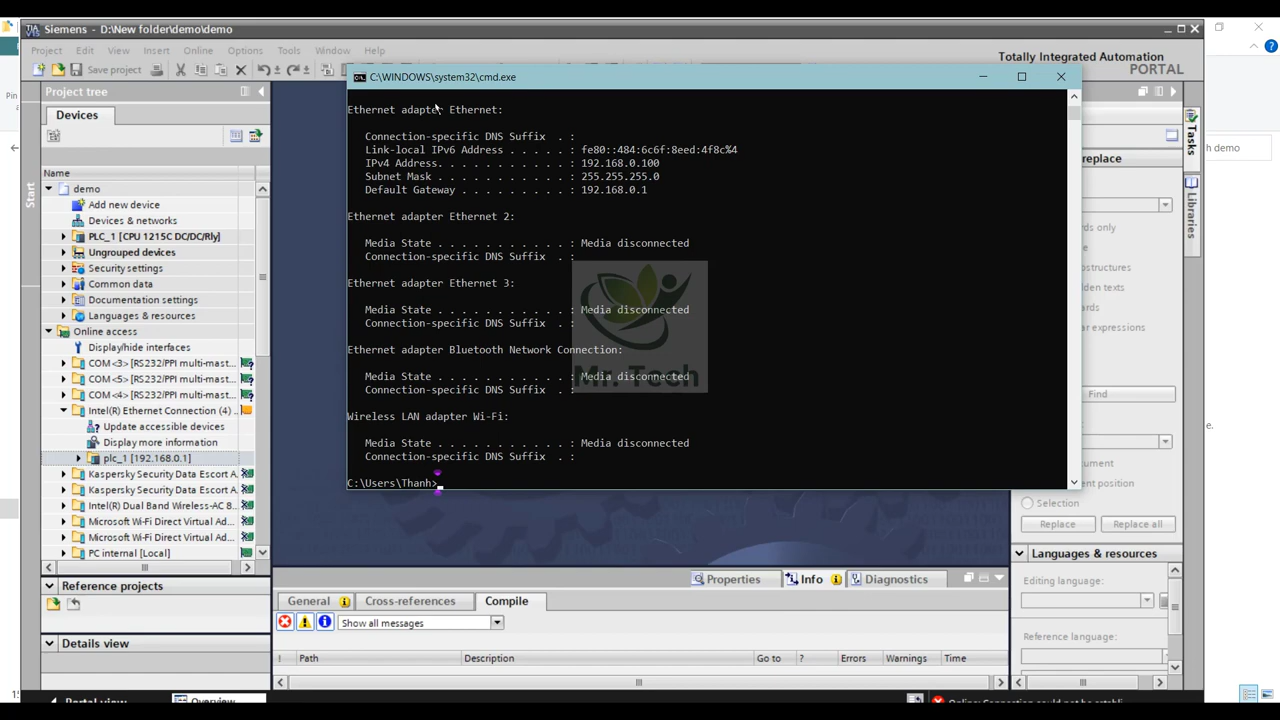 Siemens - D:\New folder\demo\demo
Project Edit View Insert Online Options Tools Window Help
Totally Integrated Automation
PORTAL
Save project
C:\WINDOWS\system32\cmd.exe
Project tree
Devices
Start
Name
demo
Add new device
Devices & networks
PLC_1 [CPU 1215C DC/DC/Rly]
Ungrouped devices
Security settings
Common data
Documentation settings
Languages & resources
Online access
Display/hide interfaces
COM <3> [RS232/PPI multi-mast...
COM <5> [RS232/PPI multi-mast...
COM <4> [RS232/PPI multi-mast...
Intel(R) Ethernet Connection (4) ...
Update accessible devices
Display more information
plc_1 [192.168.0.1]
Kaspersky Security Data Escort A...
Kaspersky Security Data Escort A...
Intel(R) Dual Band Wireless-AC 8...
Microsoft Wi-Fi Direct Virtual Ad...
Microsoft Wi-Fi Direct Virtual Ad...
PC internal [Local]
Reference projects
Details view
Ethernet adapter Ethernet:
Connection-specific DNS Suffix . :
Link-local IPv6 Address . . . . . : fe80::484:6c6f:8eed:4f8c%4
IPv4 Address. . . . . . . . . . . : 192.168.0.100
Subnet Mask . . . . . . . . . . . : 255.255.255.0
Default Gateway . . . . . . . . . : 192.168.0.1
Ethernet adapter Ethernet 2:
Media State . . . . . . . . . . . : Media disconnected
Connection-specific DNS Suffix . :
Ethernet adapter Ethernet 3:
Media State . . . . . . . . . . . : Media disconnected
Connection-specific DNS Suffix . :
Ethernet adapter Bluetooth Network Connection:
Media State . . . . . . . . . . . : Media disconnected
Connection-specific DNS Suffix . :
Wireless LAN adapter Wi-Fi:
Media State . . . . . . . . . . . : Media disconnected
Connection-specific DNS Suffix . :
C:\Users\Thanh>
Mr. Tech
Properties Info Diagnostics
General Cross-references Compile
Show all messages
! Path Description Go to ? Errors Warnings Time
Tasks
Libraries
Find
Selection
Replace Replace all
Languages & resources
Editing language:
Reference language:
Portal view Overview
Online: Connection could not be establi...